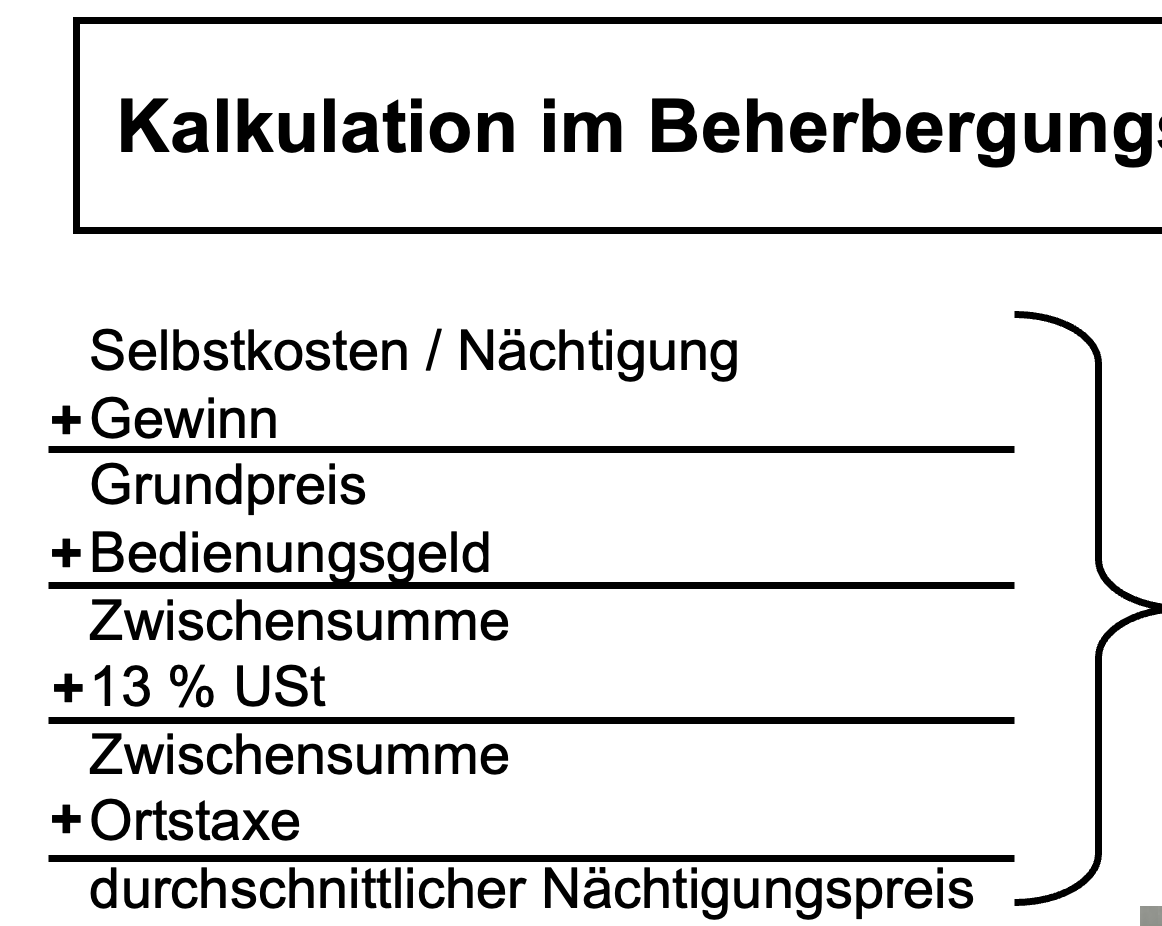 Kalkulation im Beherbergungs
Selbstkosten / Nächtigung
+ Gewinn
Grundpreis
+ Bedienungsgeld
Zwischensumme
+ 13 % USt
Zwischensumme
+ Ortstaxe
durchschnittlicher Nächtigungspreis